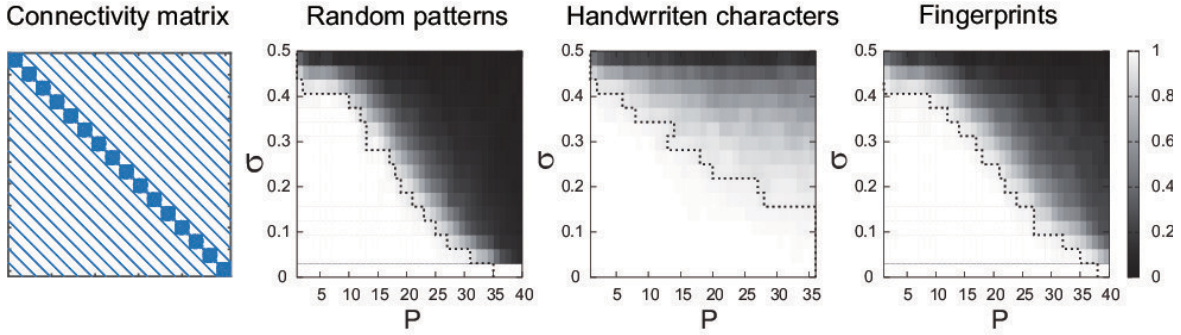 Connectivity matrix
Random patterns
Handwrriten characters
Fingerprints
0.5
0.4
0.3
0.2
0.1
0
σ
5 10 15 20 25 30 35 40
P
0.5
0.4
0.3
0.2
0.1
0
σ
5 10 15 20 25 30 35
P
0.5
0.4
0.3
0.2
0.1
0
σ
5 10 15 20 25 30 35 40
P
1
0.8
0.6
0.4
0.2
0